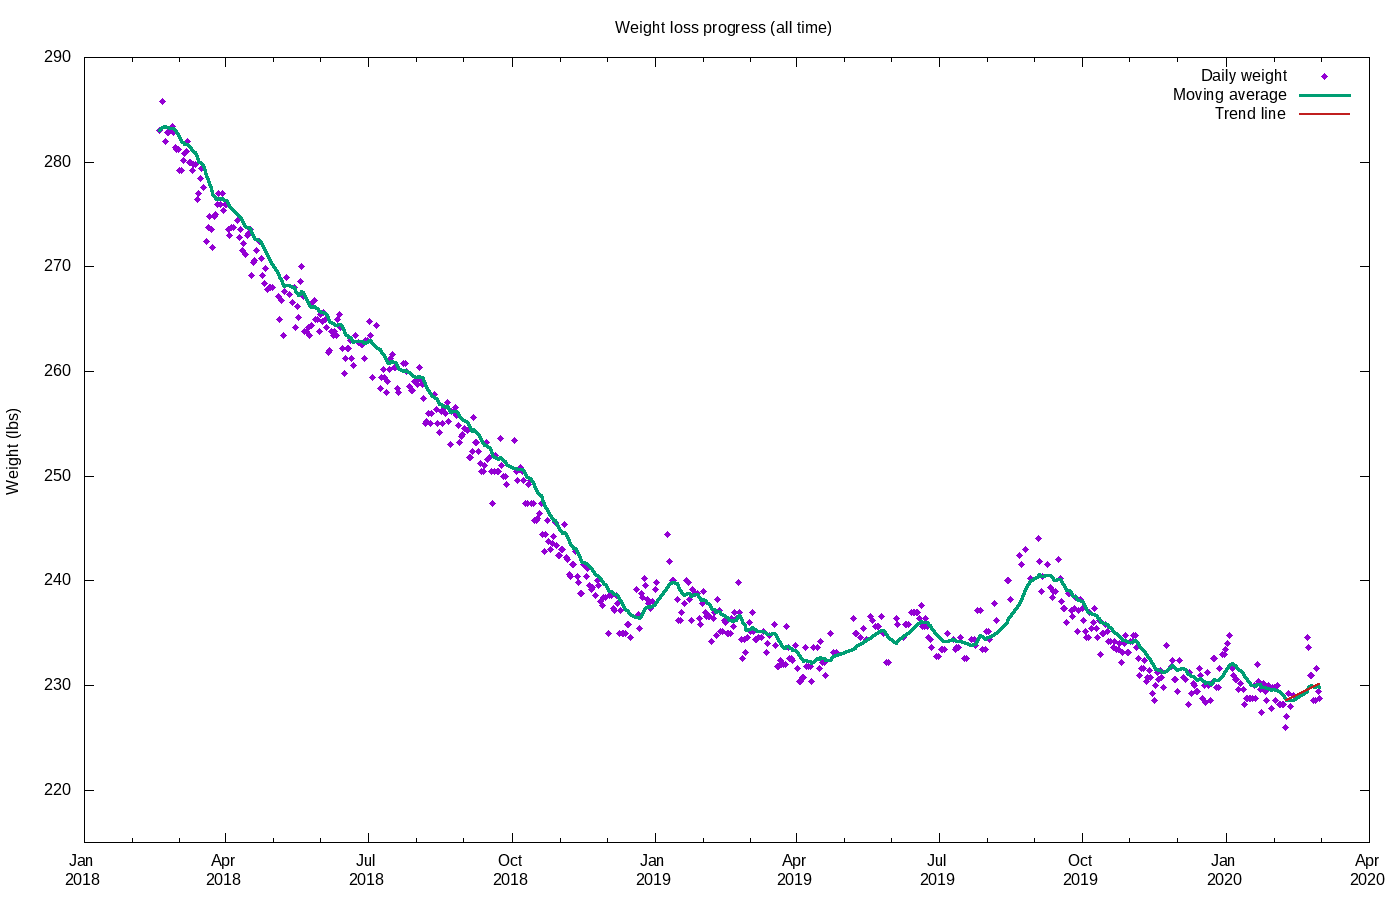 Weight loss progress (all time)
290
280
270
260
250
240
230
220
Weight (lbs)
Daily weight
Moving average
Trend line
Jan Apr Jul Oct Jan Apr Jul Oct Jan Apr
2018 2018 2018 2018 2019 2019 2019 2019 2020 2020